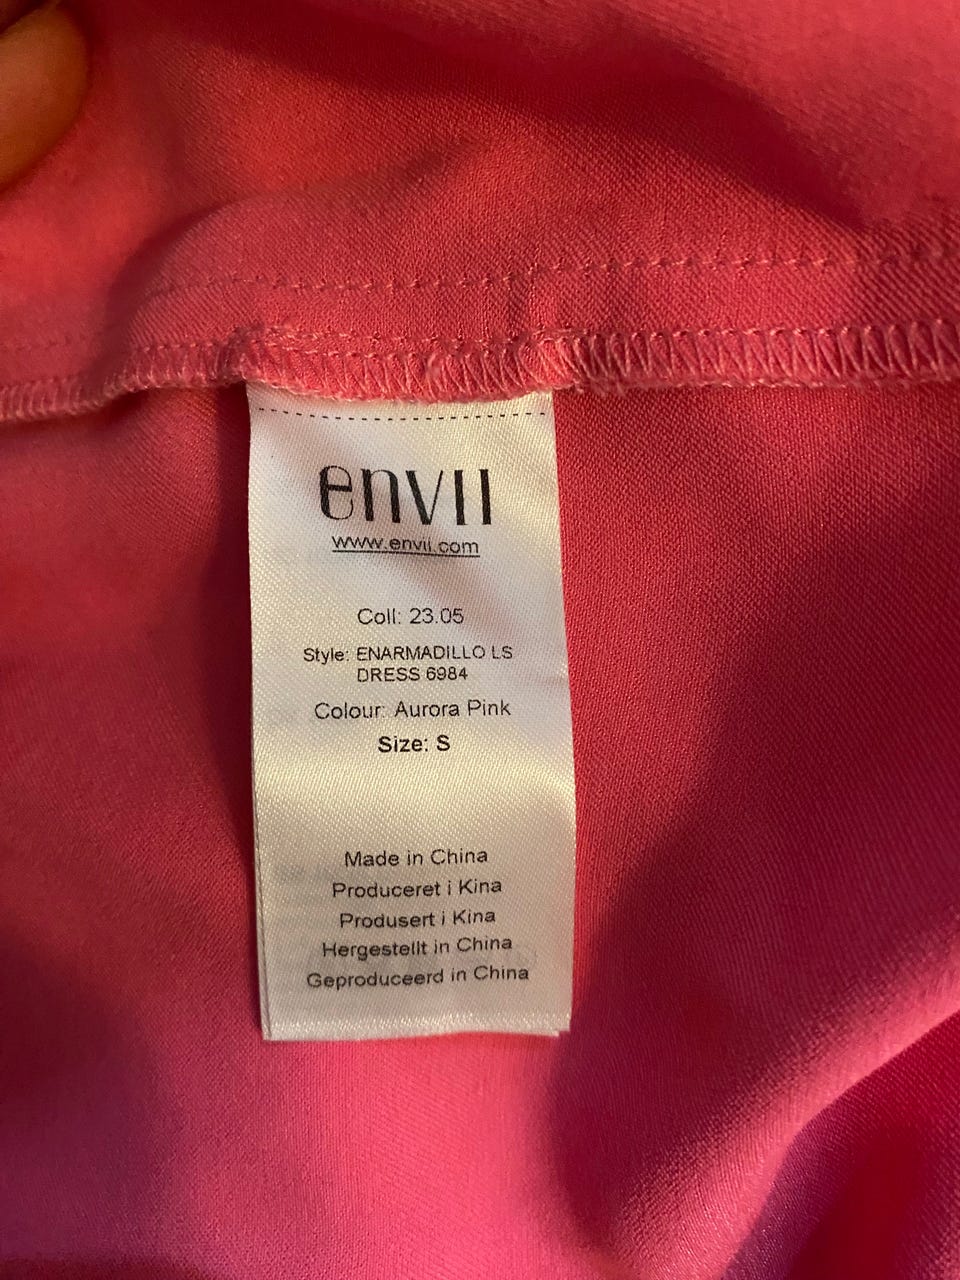 envii
www.envii.com
Coll: 23.05
Style: ENARMADILLO LS
DRESS 6984
Colour: Aurora Pink
Size: S
Made in China
Produceret i Kina
Produsert i Kina
Hergestellt in China
Geproduceerd in China